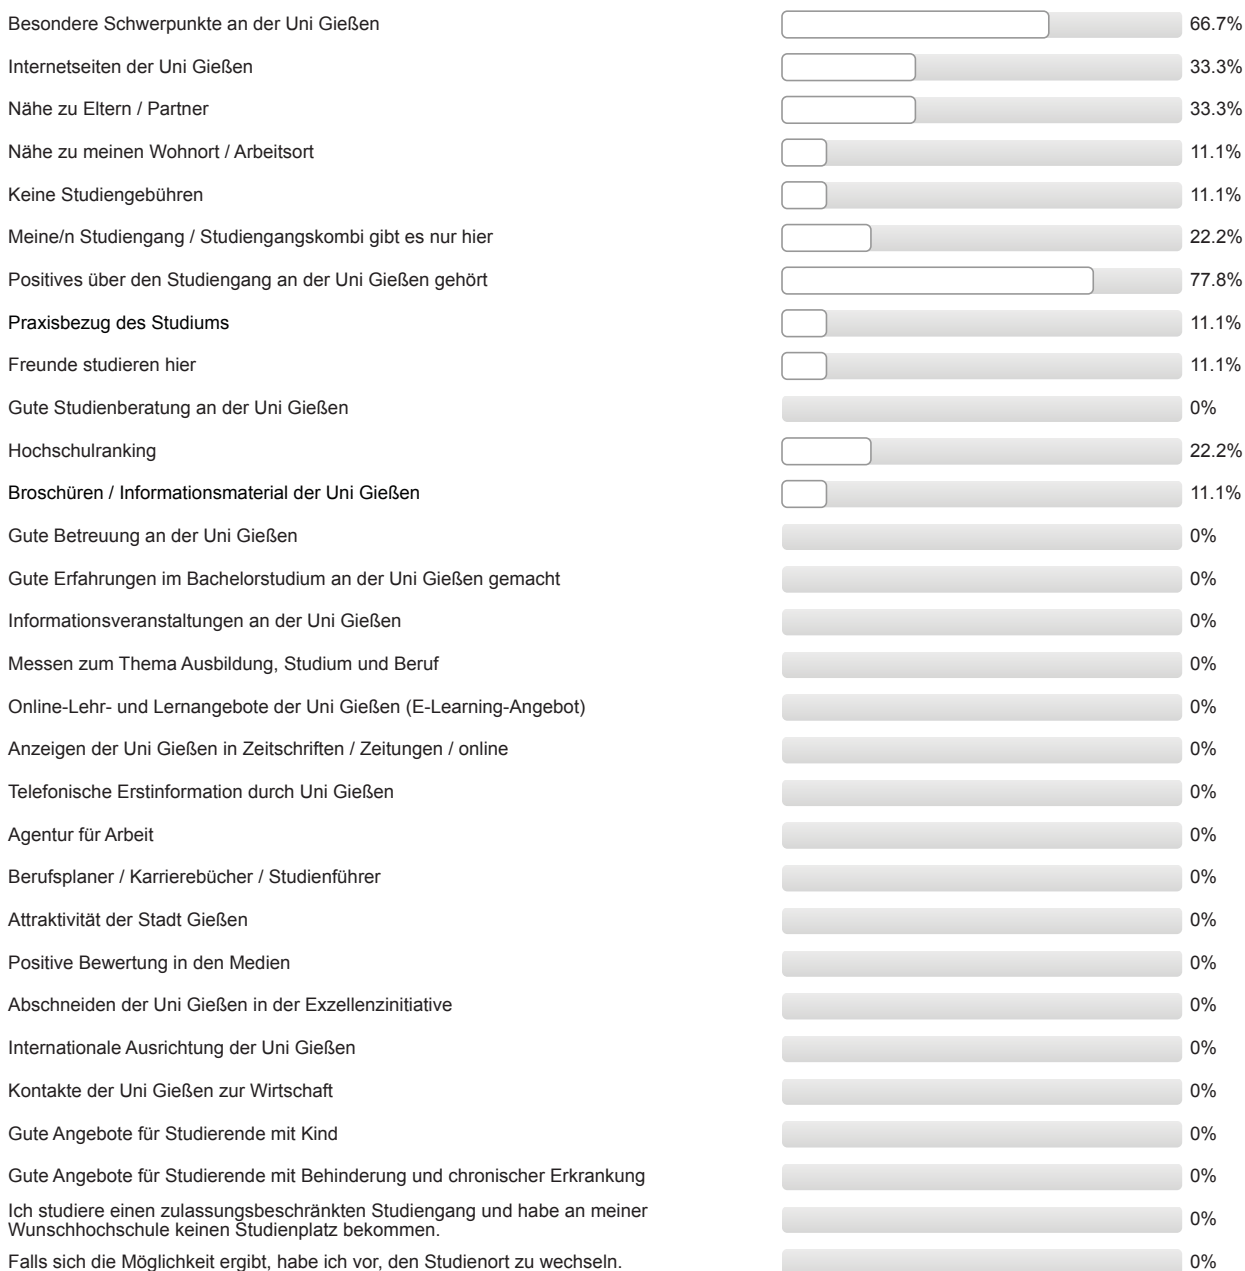 Besondere Schwerpunkte an der Uni Gießen 66.7%
Internetseiten der Uni Gießen 33.3%
Nähe zu Eltern / Partner 33.3%
Nähe zu meinen Wohnort / Arbeitsort 11.1%
Keine Studiengebühren 11.1%
Meine/n Studiengang / Studiengangskombi gibt es nur hier 22.2%
Positives über den Studiengang an der Uni Gießen gehört 77.8%
Praxisbezug des Studiums 11.1%
Freunde studieren hier 11.1%
Gute Studienberatung an der Uni Gießen 0%
Hochschulranking 22.2%
Broschüren / Informationsmaterial der Uni Gießen 11.1%
Gute Betreuung an der Uni Gießen 0%
Gute Erfahrungen im Bachelorstudium an der Uni Gießen gemacht 0%
Informationsveranstaltungen an der Uni Gießen 0%
Messen zum Thema Ausbildung, Studium und Beruf 0%
Online-Lehr- und Lernangebote der Uni Gießen (E-Learning-Angebot) 0%
Anzeigen der Uni Gießen in Zeitschriften / Zeitungen / online 0%
Telefonische Erstinformation durch Uni Gießen 0%
Agentur für Arbeit 0%
Berufsplaner / Karrierebücher / Studienführer 0%
Attraktivität der Stadt Gießen 0%
Positive Bewertung in den Medien 0%
Abschneiden der Uni Gießen in der Exzellenzinitiative 0%
Internationale Ausrichtung der Uni Gießen 0%
Kontakte der Uni Gießen zur Wirtschaft 0%
Gute Angebote für Studierende mit Kind 0%
Gute Angebote für Studierende mit Behinderung und chronischer Erkrankung 0%
Ich studiere einen zulassungsbeschränkten Studiengang und habe an meiner
Wunschhochschule keinen Studienplatz bekommen. 0%
Falls sich die Möglichkeit ergibt, habe ich vor, den Studienort zu wechseln. 0%